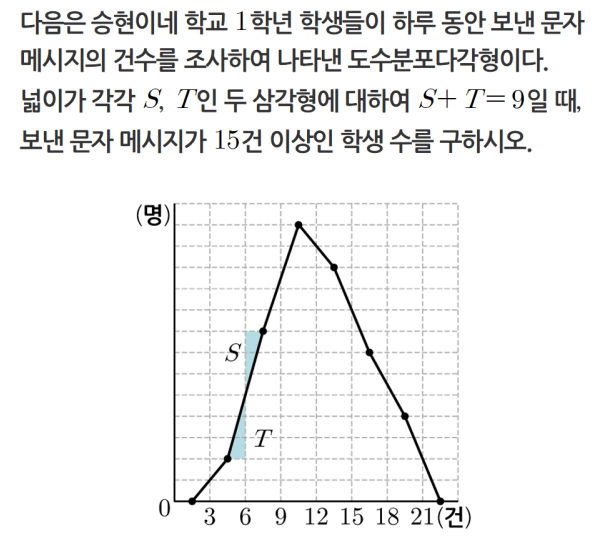 다음은 승현이네 학교 1학년 학생들이 하루 동안 보낸 문자
메시지의 건수를 조사하여 나타낸 도수분포다각형이다.
넓이가 각각 S, T인 두 삼각형에 대하여 S+T=9일 때,
보낸 문자 메시지가 15건 이상인 학생 수를 구하시오.
(명)
S
T
0 3 6 9 12 15 18 21(건)